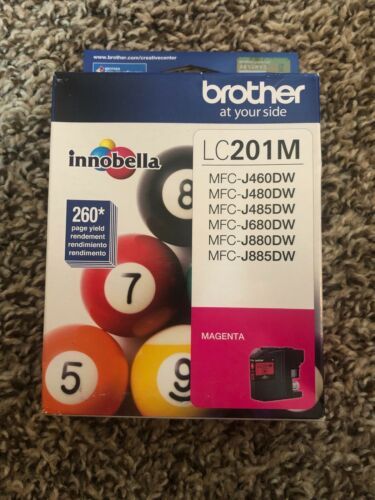 www.brother.com/creativecenter
brother
at your side
innobella
LC201M
MFC-J460DW
MFC-J480DW
MFC-J485DW
MFC-J680DW
MFC-J880DW
MFC-J885DW
260*
page yield
rendement
rendimiento
rendimento
8
7
MAGENTA
5
9